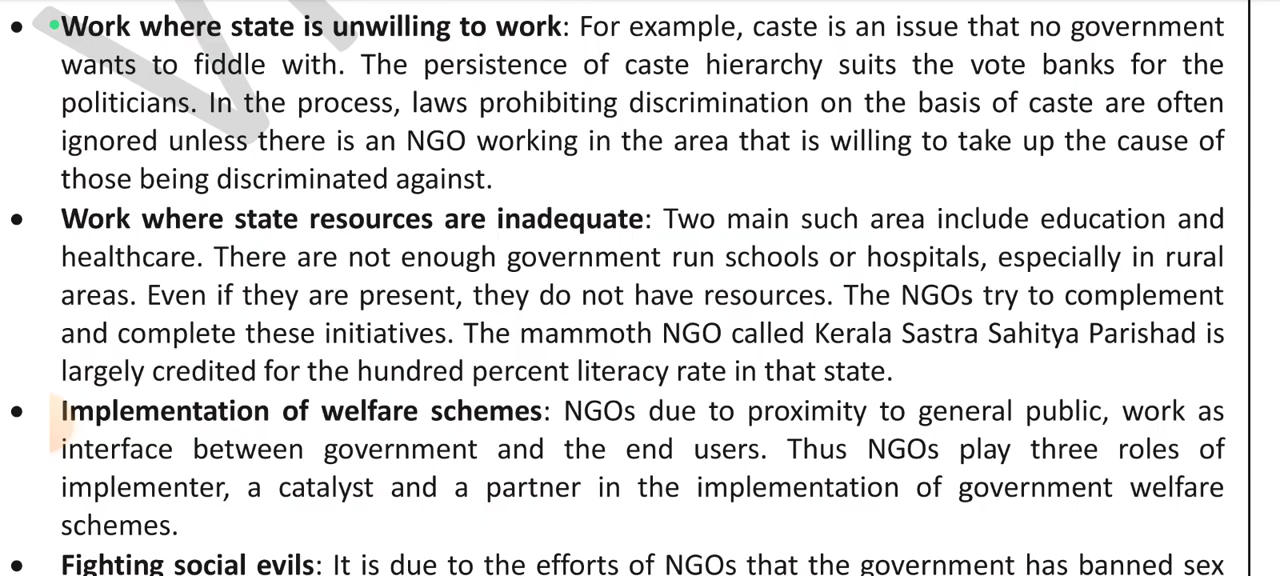 • Work where state is unwilling to work: For example, caste is an issue that no government
wants to fiddle with. The persistence of caste hierarchy suits the vote banks for the
politicians. In the process, laws prohibiting discrimination on the basis of caste are often
ignored unless there is an NGO working in the area that is willing to take up the cause of
those being discriminated against.
• Work where state resources are inadequate: Two main such area include education and
healthcare. There are not enough government run schools or hospitals, especially in rural
areas. Even if they are present, they do not have resources. The NGOs try to complement
and complete these initiatives. The mammoth NGO called Kerala Sastra Sahitya Parishad is
largely credited for the hundred percent literacy rate in that state.
• Implementation of welfare schemes: NGOs due to proximity to general public, work as
interface between government and the end users. Thus NGOs play three roles of
implementer, a catalyst and a partner in the implementation of government welfare
schemes.
• Fighting social evils: It is due to the efforts of NGOs that the government has banned sex